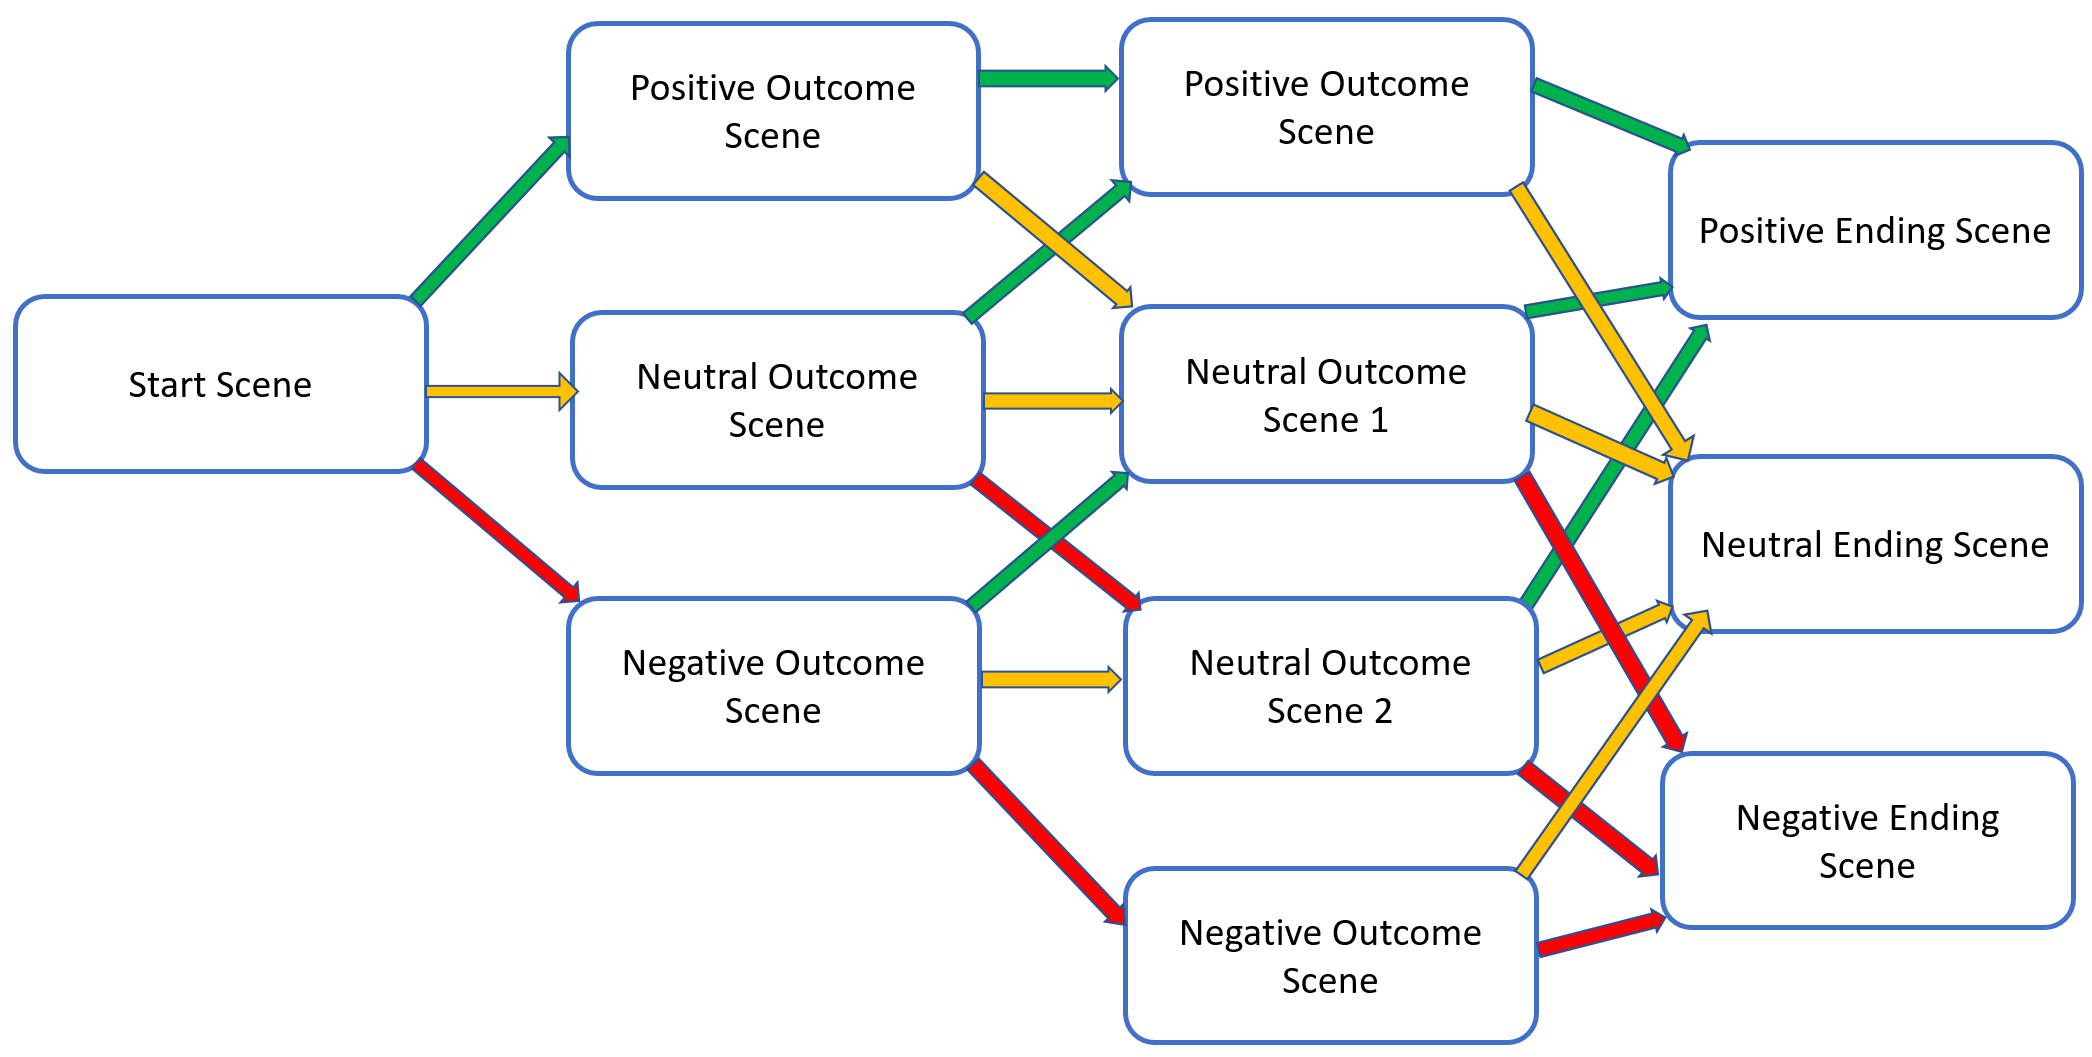 Start Scene
Positive Outcome
Scene
Neutral Outcome
Scene
Negative Outcome
Scene
Positive Outcome
Scene
Neutral Outcome
Scene 1
Neutral Outcome
Scene 2
Negative Outcome
Scene
Positive Ending Scene
Neutral Ending Scene
Negative Ending
Scene